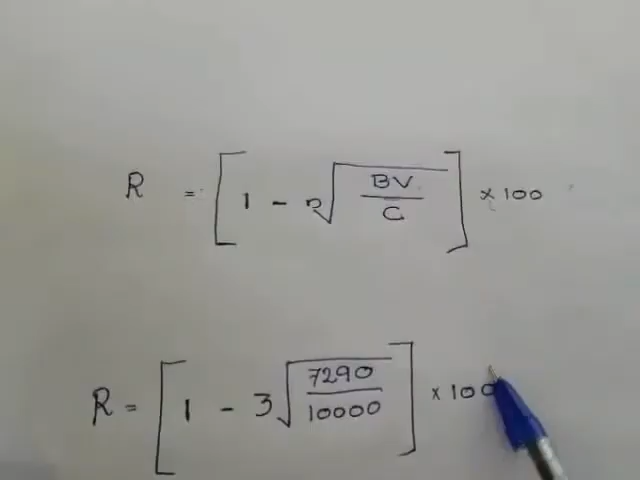 R = [1 - n√(BV/C)] × 100
R = [1 - 3√(7290/10000)] × 100